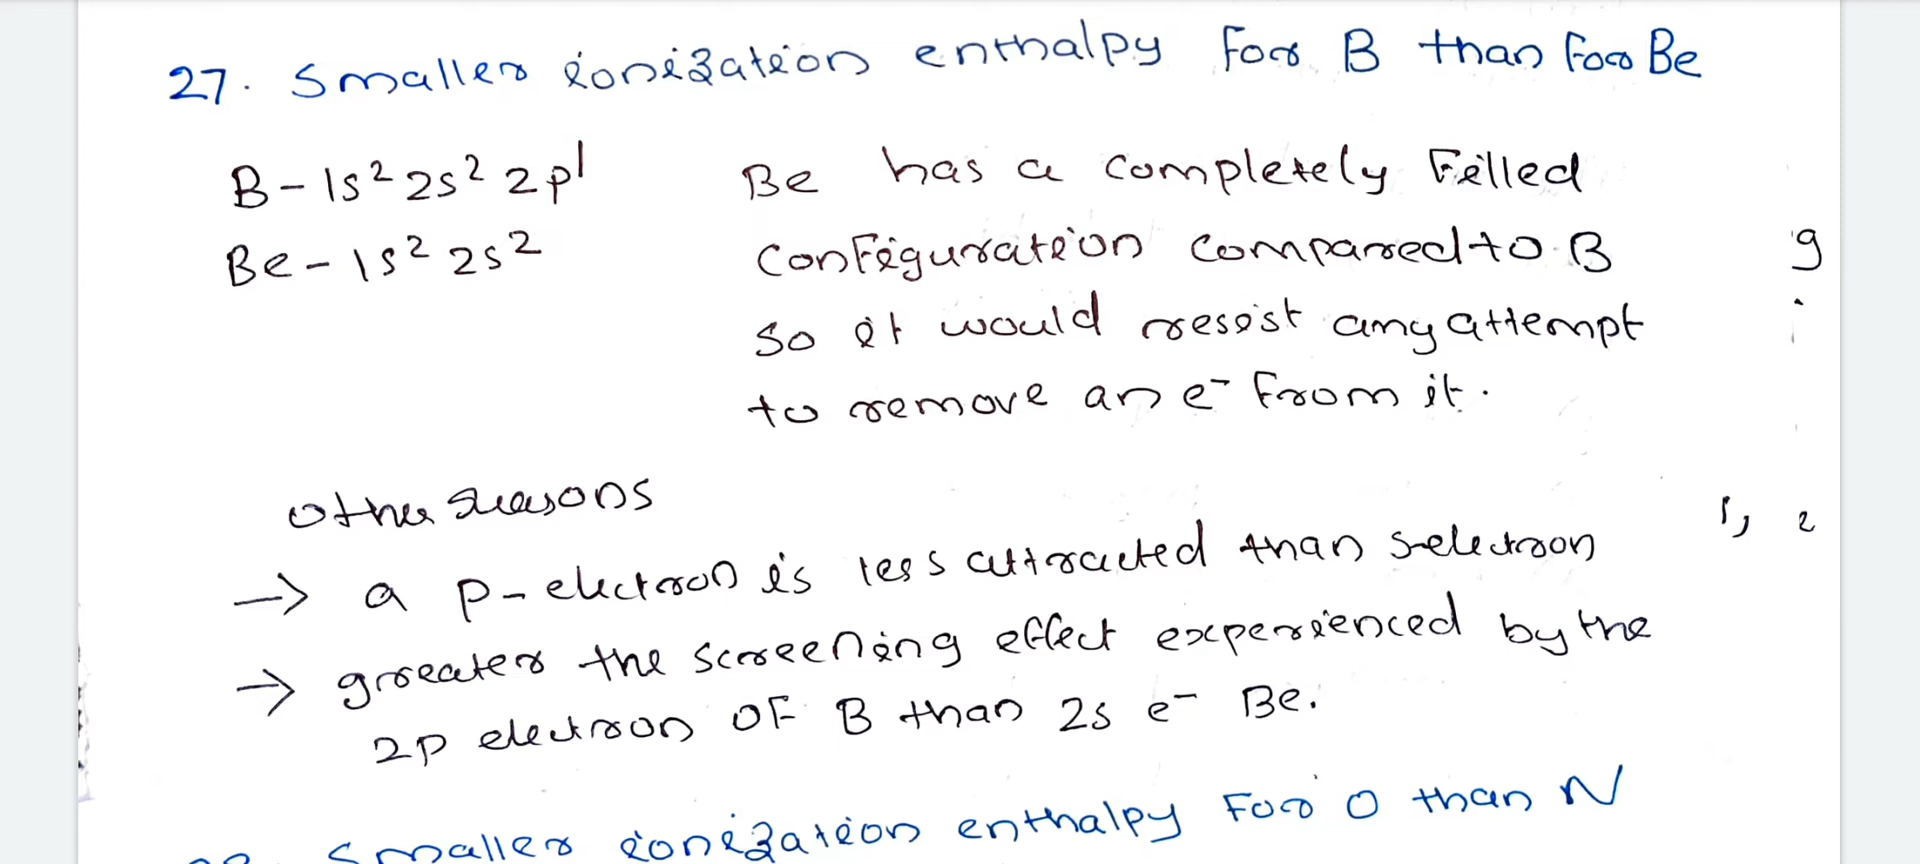 27. Smaller ionization enthalpy for B than for Be
B - 1s² 2s² 2p¹
Be - 1s² 2s²
Be has a completely filled
configuration compared to B
so it would resist any attempt
to remove an e⁻ from it.
g
other reasons
1, 2
→ a p-electron is less attracted than s-electron
→ greater the screening effect experienced by the
2p electron of B than 2s e⁻ Be.
Smaller ionization enthalpy for O than N